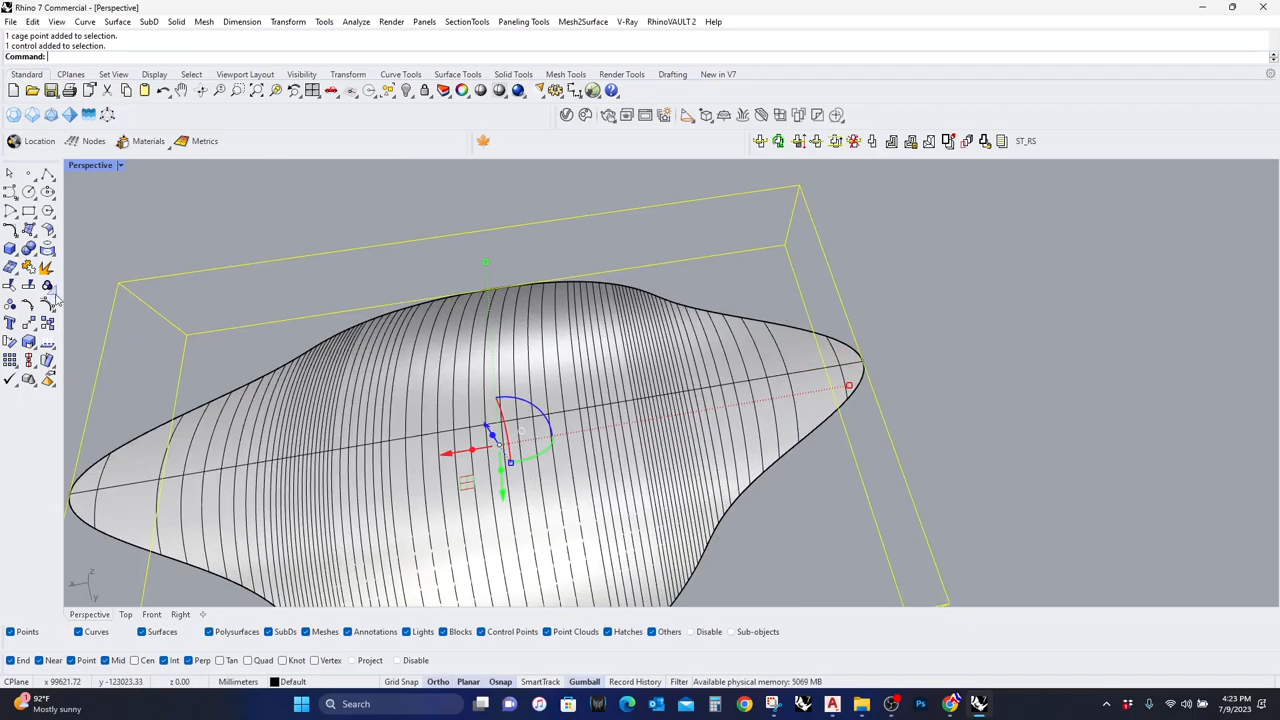 Rhino 7 Commercial - [Perspective]
File Edit View Curve Surface SubD Solid Mesh Dimension Transform Tools Analyze Render Panels SectionTools Paneling Tools Mesh2Surface V-Ray RhinoVAULT 2 Help
1 cage point added to selection.
1 control added to selection.
Command:
Standard CPlanes Set View Display Select Viewport Layout Visibility Transform Curve Tools Surface Tools Solid Tools Mesh Tools Render Tools Drafting New in V7
Location Nodes Materials Metrics ST_RS
Perspective
z
x
y
Perspective Top Front Right
Points Curves Surfaces Polysurfaces SubDs Meshes Annotations Lights Blocks Control Points Point Clouds Hatches Others Disable Sub-objects
End Near Point Mid Cen Int Perp Tan Quad Knot Vertex Project Disable
CPlane x 99621.72 y -123023.33 z 0.00 Millimeters Default Grid Snap Ortho Planar Osnap SmartTrack Gumball Record History Filter Available physical memory: 5069 MB
92°F
Mostly sunny
Search
4:23 PM
7/9/2023